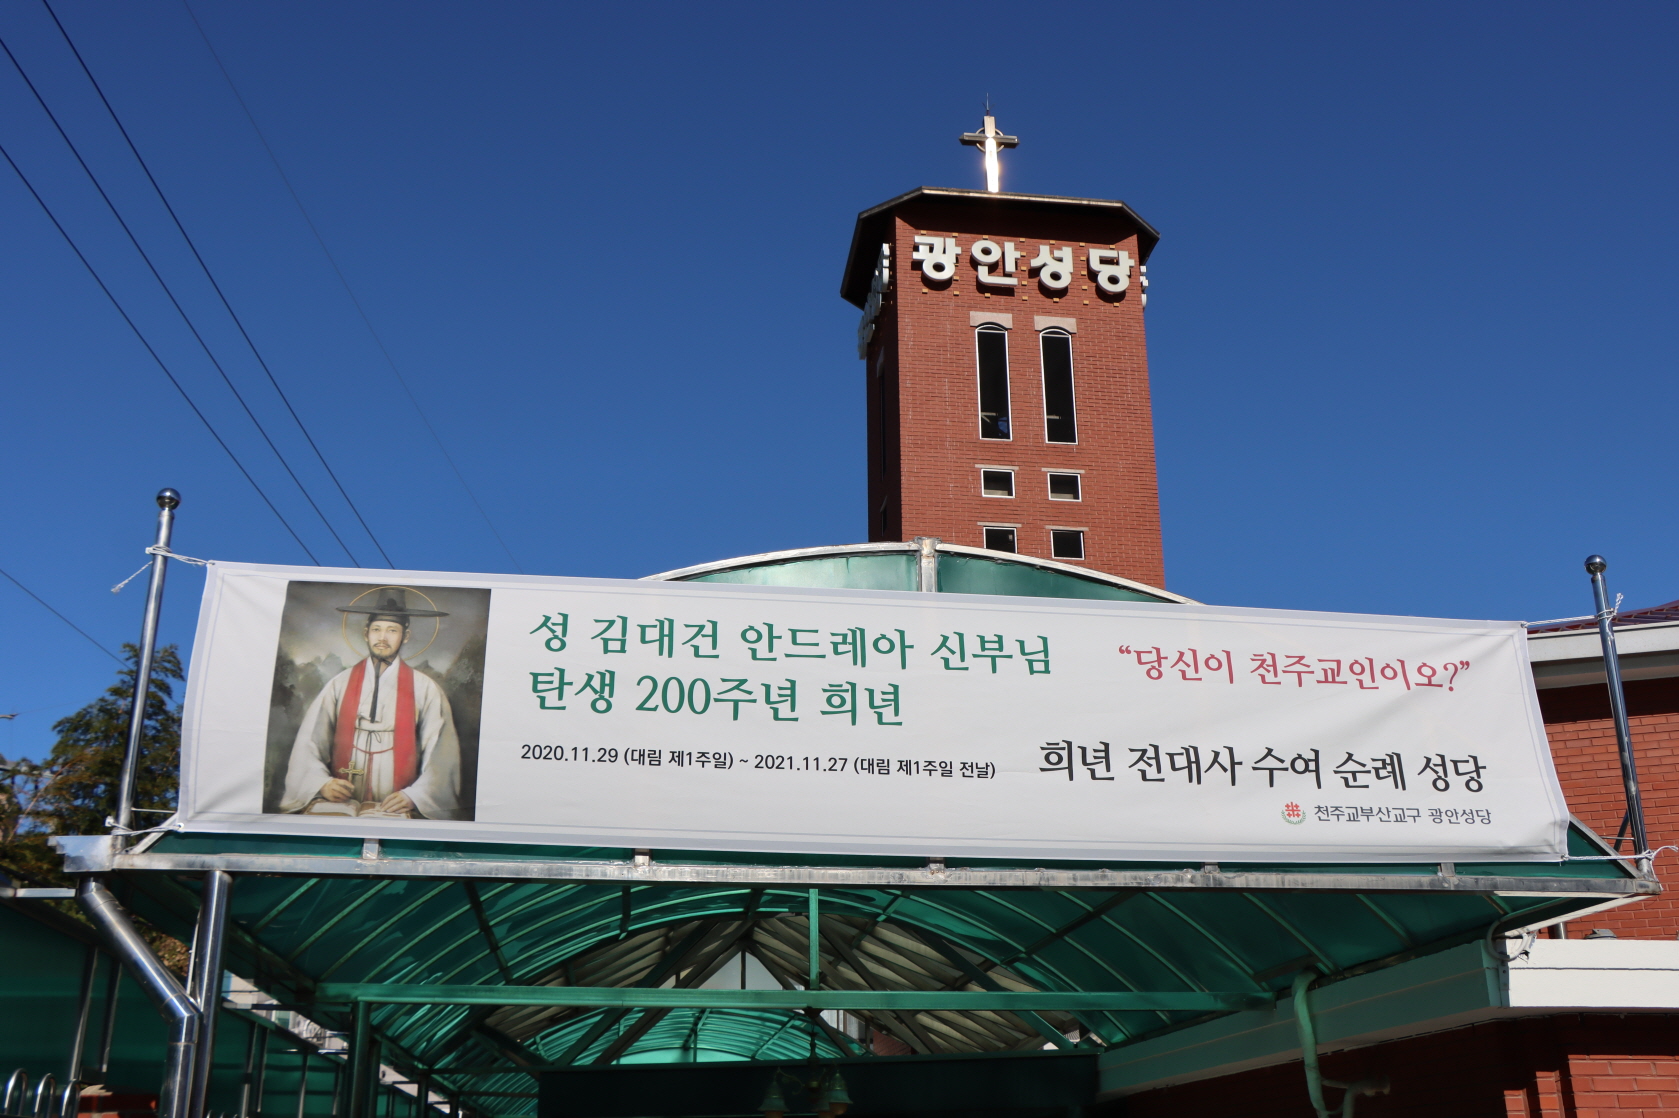 광안성당
성 김대건 안드레아 신부님
탄생 200주년 희년
"당신이 천주교인이오?"
2020.11.29 (대림 제1주일) ~ 2021.11.27 (대림 제1주일 전날)
희년 전대사 수여 순례 성당
천주교부산교구 광안성당